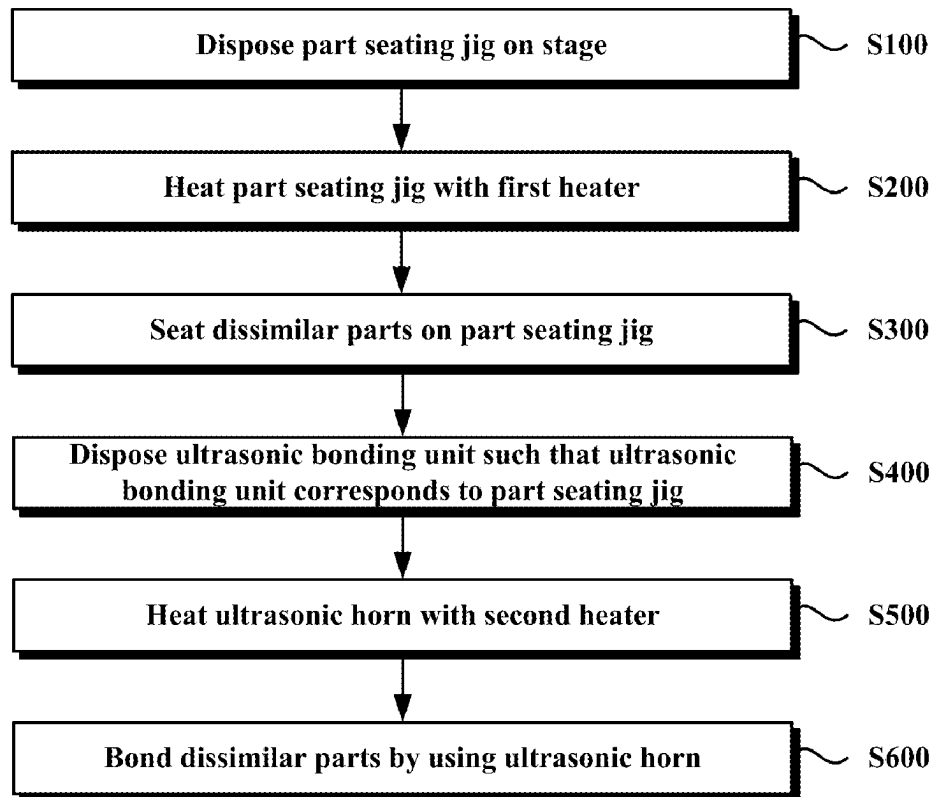 Dispose part seating jig on stage
S100
Heat part seating jig with first heater
S200
Seat dissimilar parts on part seating jig
S300
Dispose ultrasonic bonding unit such that ultrasonic
bonding unit corresponds to part seating jig
S400
Heat ultrasonic horn with second heater
S500
Bond dissimilar parts by using ultrasonic horn
S600